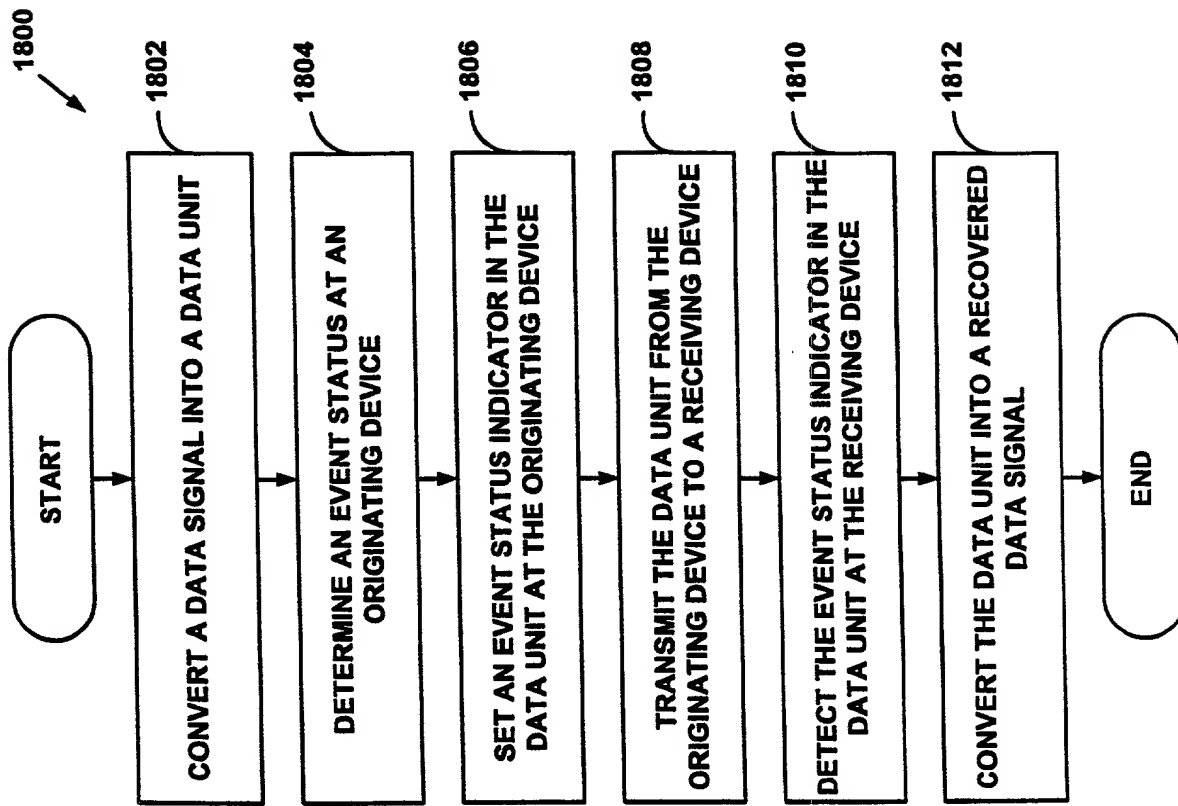 1800
START
1802
CONVERT A DATA SIGNAL INTO A DATA UNIT
1804
DETERMINE AN EVENT STATUS AT AN
ORIGINATING DEVICE
1806
SET AN EVENT STATUS INDICATOR IN THE
DATA UNIT AT THE ORIGINATING DEVICE
1808
TRANSMIT THE DATA UNIT FROM THE
ORIGINATING DEVICE TO A RECEIVING DEVICE
1810
DETECT THE EVENT STATUS INDICATOR IN THE
DATA UNIT AT THE RECEIVING DEVICE
1812
CONVERT THE DATA UNIT INTO A RECOVERED
DATA SIGNAL
END